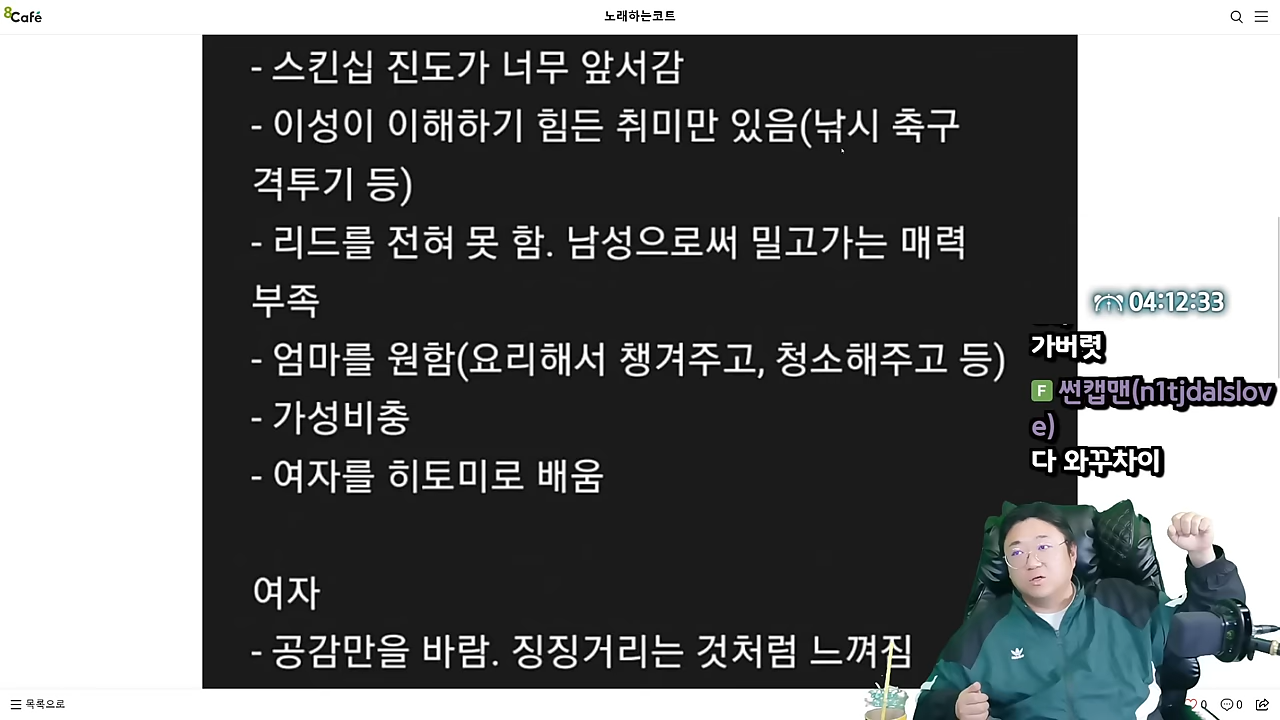 8Café
노래하는코트
- 스킨십 진도가 너무 앞서감
- 이성이 이해하기 힘든 취미만 있음(낚시 축구
격투기 등)
- 리드를 전혀 못 함. 남성으로써 밀고가는 매력
부족
- 엄마를 원함(요리해서 챙겨주고, 청소해주고 등)
- 가성비충
- 여자를 히토미로 배움
여자
- 공감만을 바람. 징징거리는 것처럼 느껴짐
04:12:33
가버렷
F 썬캡맨(n1tjdalslov
e)
다 와꾸차이
목록으로
0
0